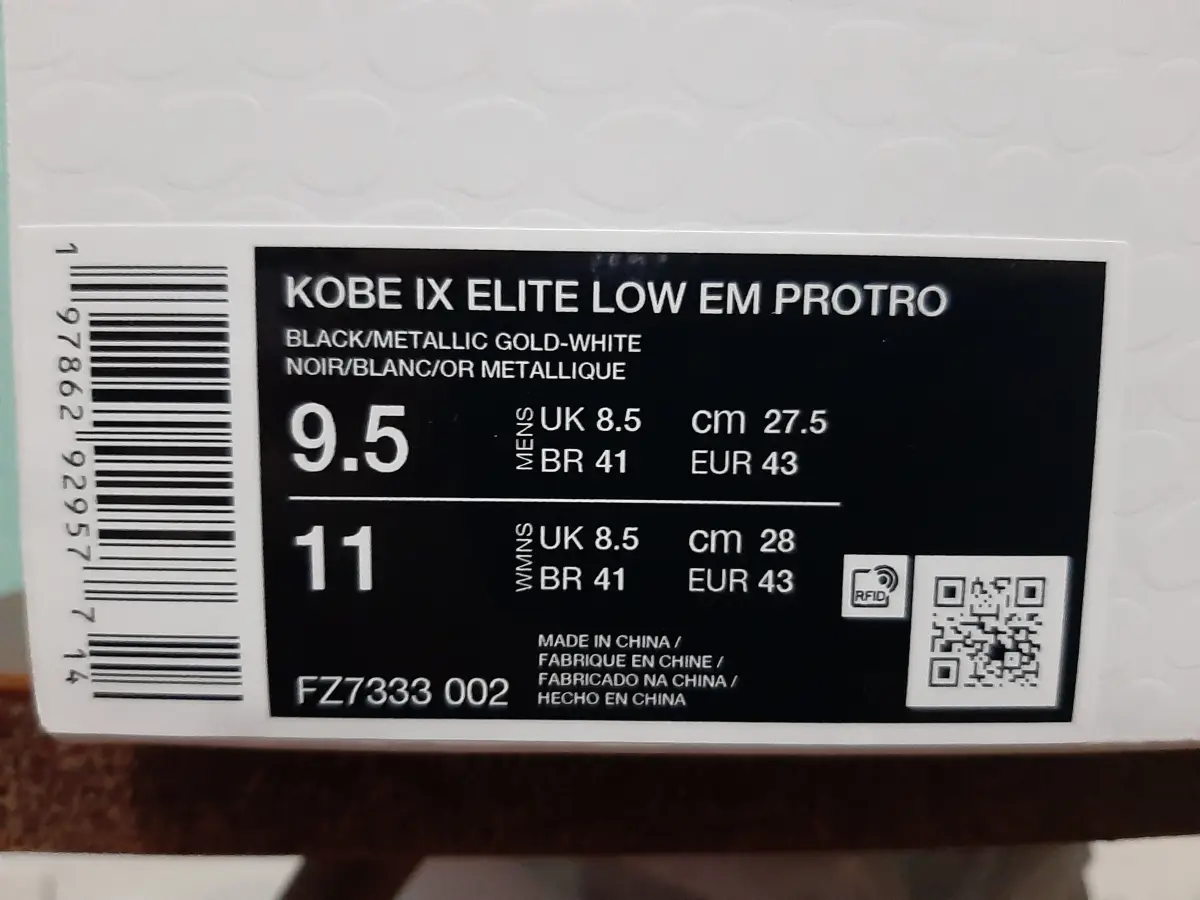 KOBE IX ELITE LOW EM PROTRO
BLACK/METALLIC GOLD-WHITE
NOIR/BLANC/OR METALLIQUE
9.5
MENS
UK 8.5 cm 27.5
BR 41 EUR 43
11
WMNS
UK 8.5 cm 28
BR 41 EUR 43
RFID
MADE IN CHINA /
FABRIQUE EN CHINE /
FABRICADO NA CHINA /
HECHO EN CHINA
FZ7333 002
1 97862 92957 7 14